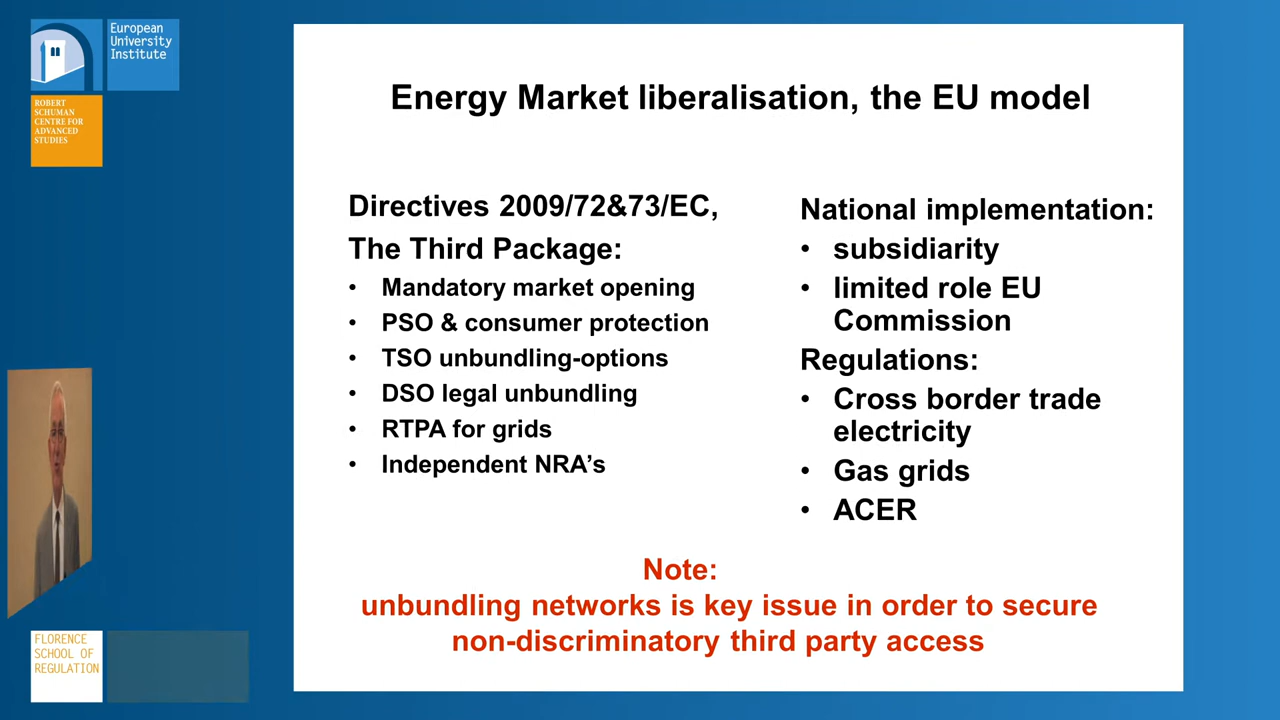 European
University
Institute
ROBERT
SCHUMAN
CENTRE FOR
ADVANCED
STUDIES
Energy Market liberalisation, the EU model
Directives 2009/72&73/EC,
The Third Package:
• Mandatory market opening
• PSO & consumer protection
• TSO unbundling-options
• DSO legal unbundling
• RTPA for grids
• Independent NRA’s
National implementation:
• subsidiarity
• limited role EU
Commission
Regulations:
• Cross border trade
electricity
• Gas grids
• ACER
Note:
unbundling networks is key issue in order to secure
non-discriminatory third party access
FLORENCE
SCHOOL OF
REGULATION